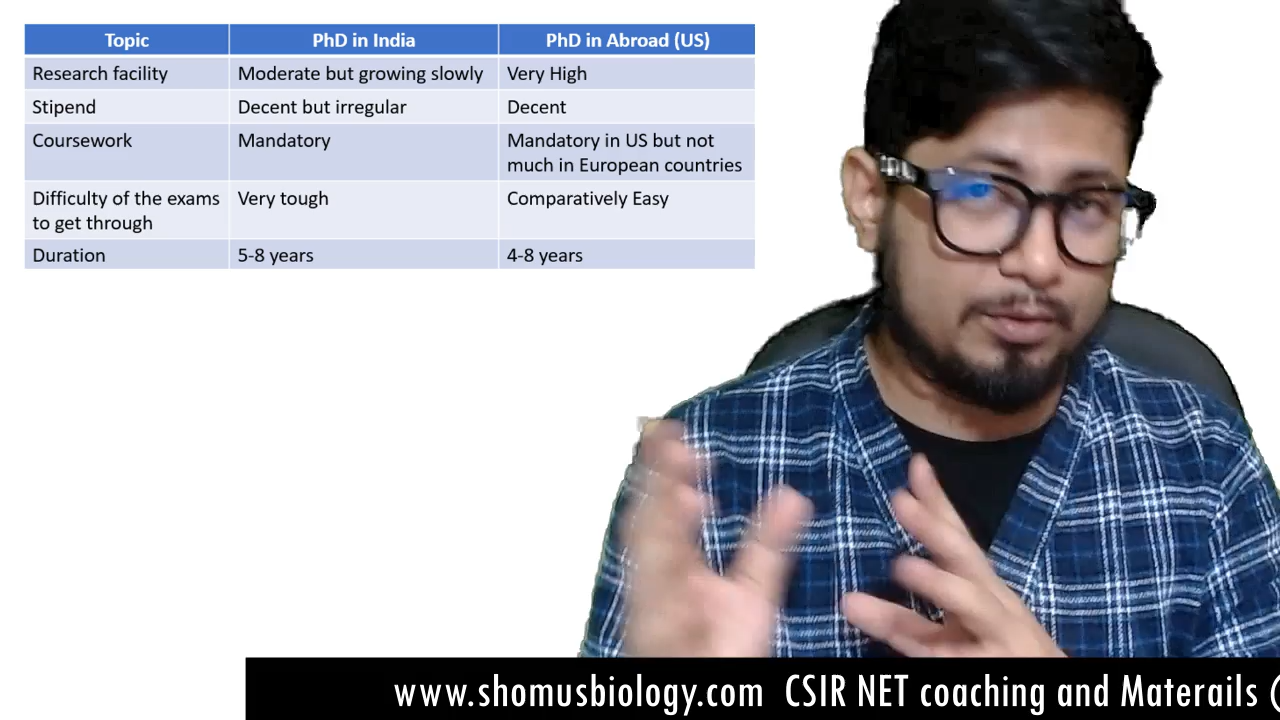 Topic PhD in India PhD in Abroad (US)
Research facility Moderate but growing slowly Very High
Stipend Decent but irregular Decent
Coursework Mandatory Mandatory in US but not
much in European countries
Difficulty of the exams Very tough Comparatively Easy
to get through
Duration 5-8 years 4-8 years
www.shomusbiology.com CSIR NET coaching and Materails (